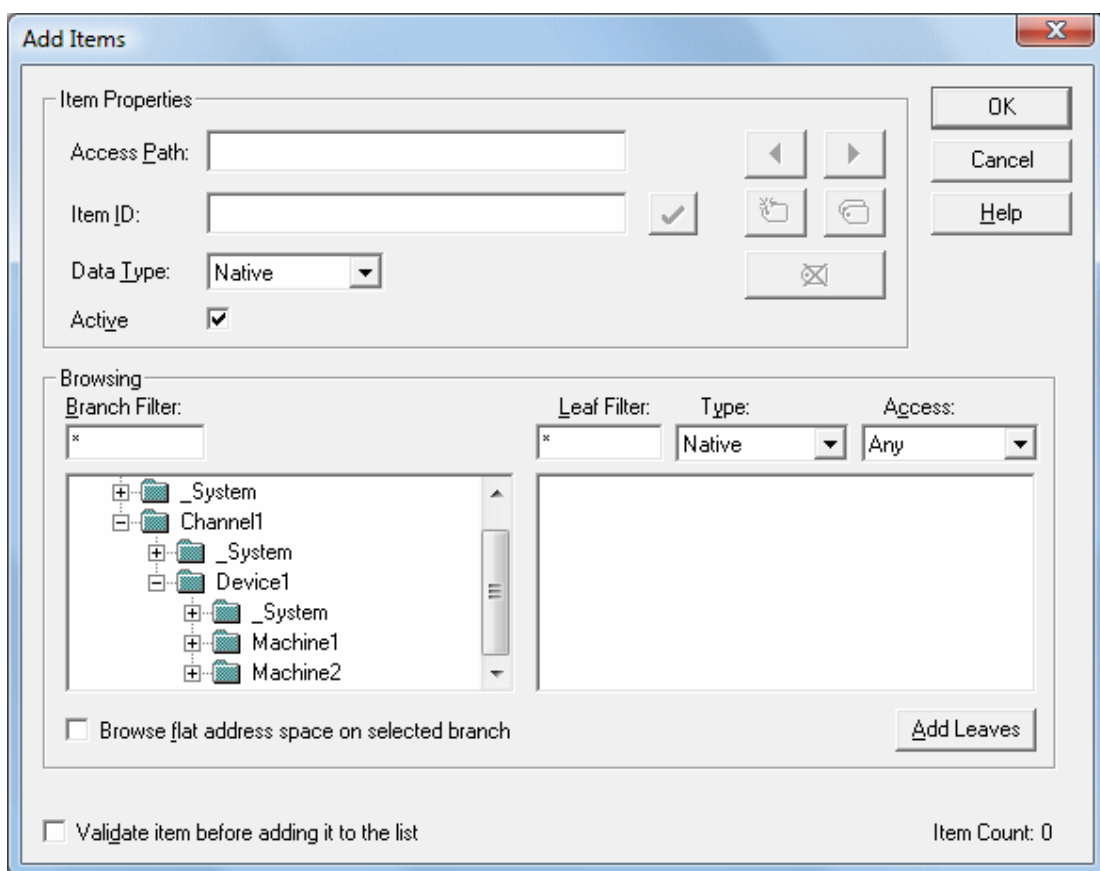 Add Items
Item Properties
OK
Access Path:
Cancel
Item ID:
Help
Data Type: Native
Active
Browsing
Branch Filter: Leaf Filter: Type: Access:
* * Native Any
_System
Channel1
_System
Device1
_System
Machine1
Machine2
Browse flat address space on selected branch Add Leaves
Validate item before adding it to the list Item Count: 0